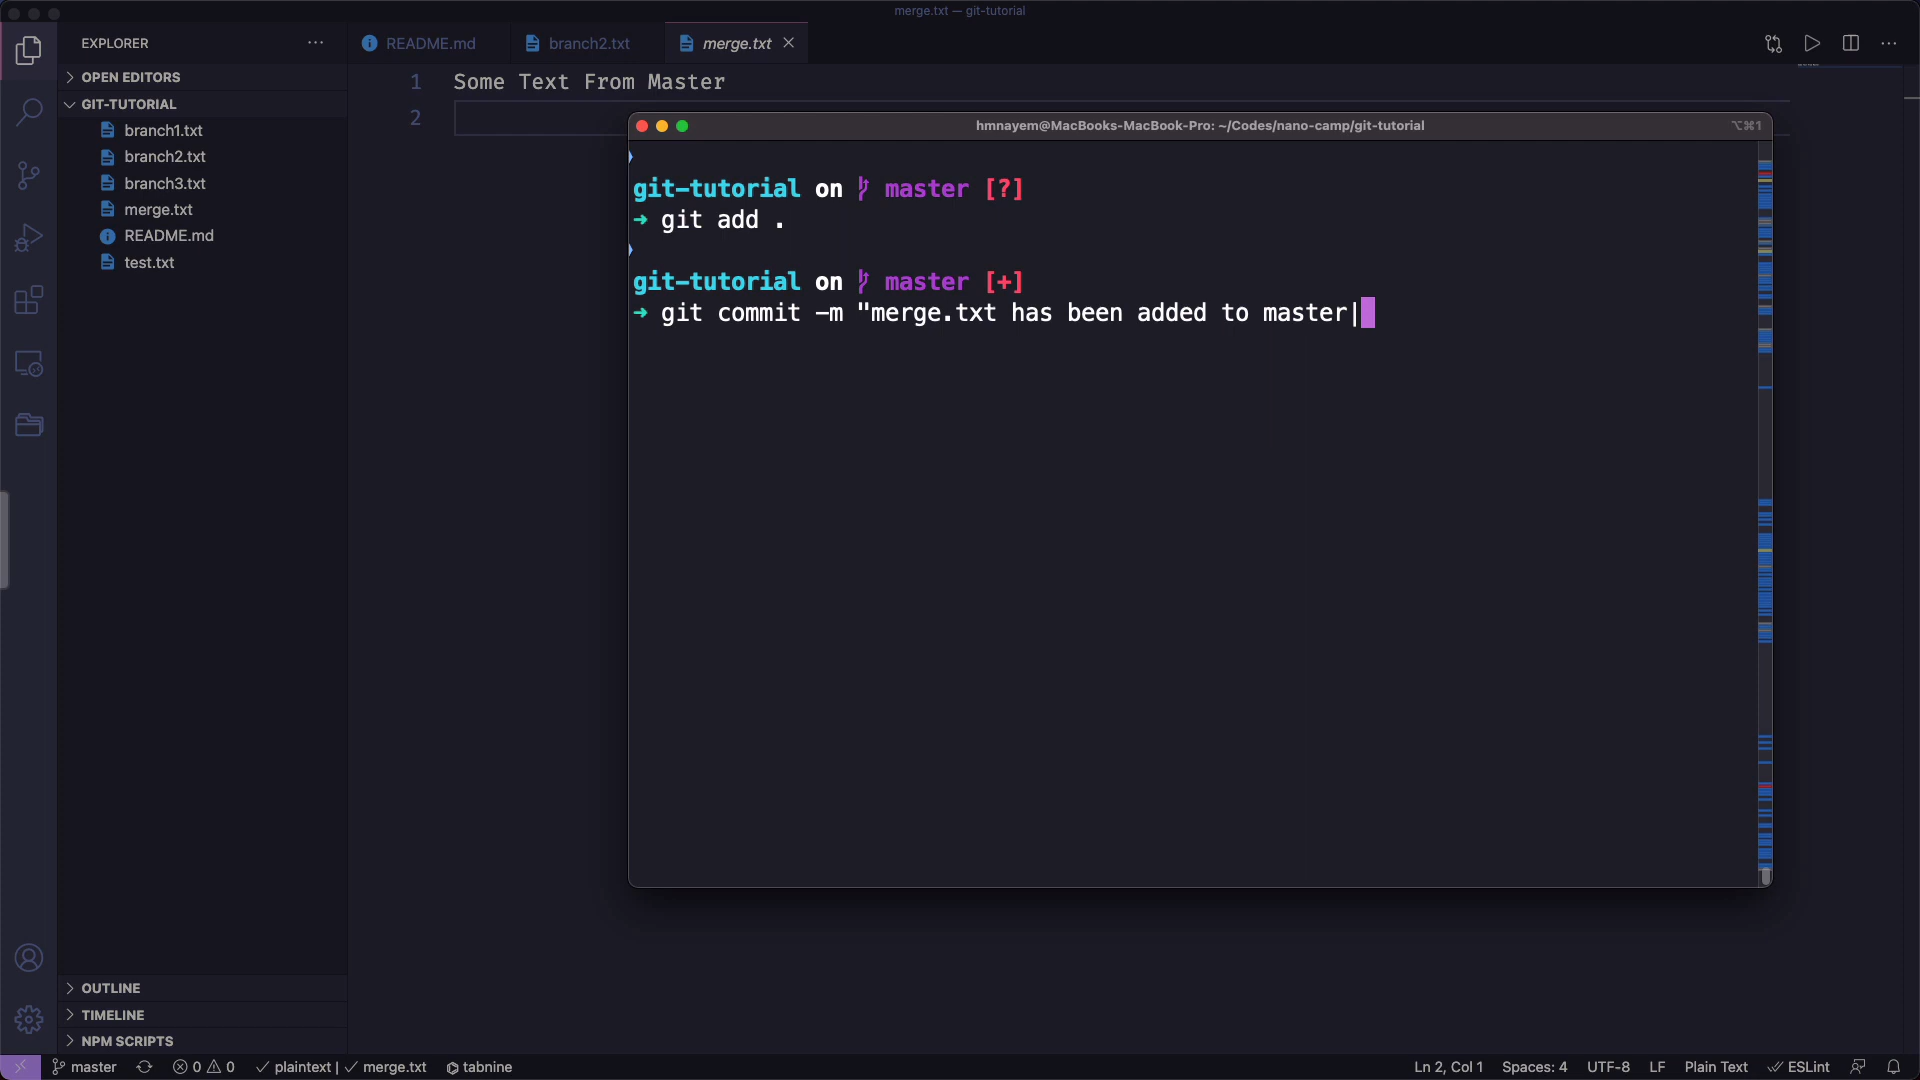 merge.txt — git-tutorial
EXPLORER
README.md
branch2.txt
merge.txt
OPEN EDITORS
GIT-TUTORIAL
branch1.txt
branch2.txt
branch3.txt
merge.txt
README.md
test.txt
1 Some Text From Master
2
hmnayem@MacBooks-MacBook-Pro: ~/Codes/nano-camp/git-tutorial
⌥⌘1
git-tutorial on master [?]
➜ git add .
git-tutorial on master [+]
➜ git commit -m "merge.txt has been added to master|
OUTLINE
TIMELINE
NPM SCRIPTS
master 0 0 plaintext | merge.txt tabnine Ln 2, Col 1 Spaces: 4 UTF-8 LF Plain Text ESLint